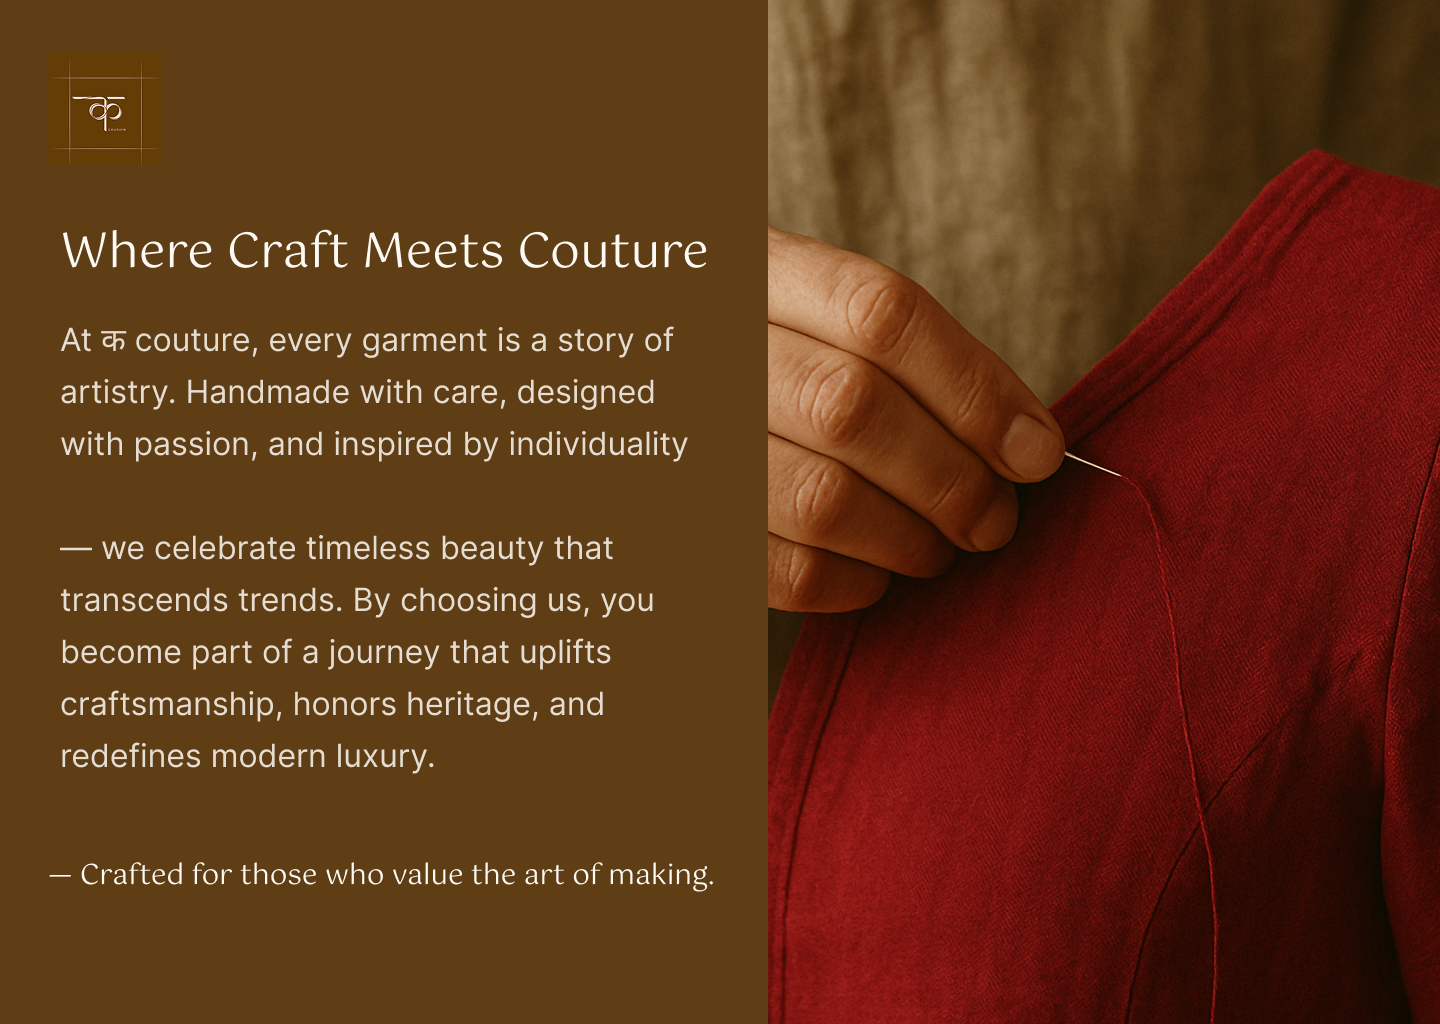 क
couture
Where Craft Meets Couture
At क couture, every garment is a story of
artistry. Handmade with care, designed
with passion, and inspired by individuality
— we celebrate timeless beauty that
transcends trends. By choosing us, you
become part of a journey that uplifts
craftsmanship, honors heritage, and
redefines modern luxury.
— Crafted for those who value the art of making.